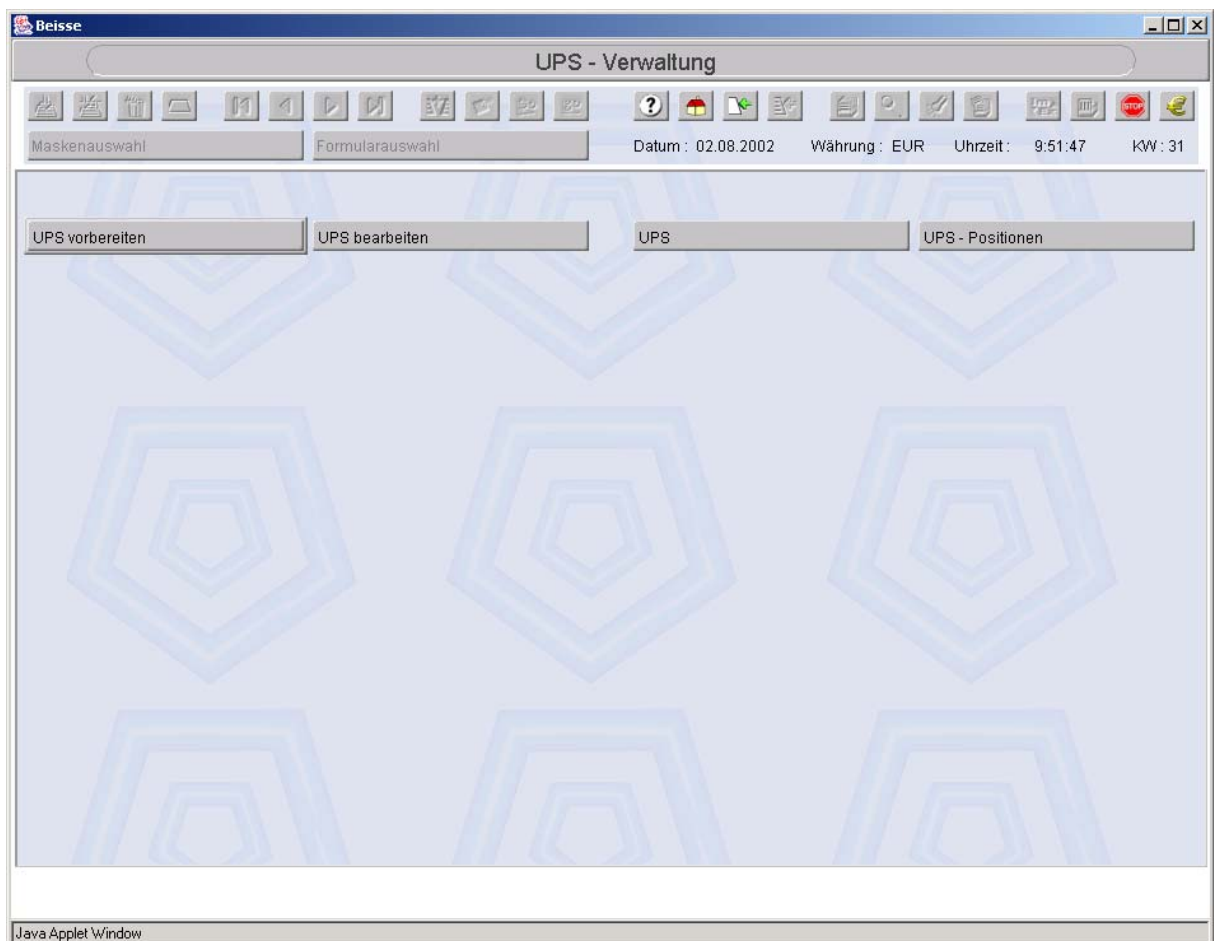 Beisse
UPS - Verwaltung
STOP
Maskenauswahl Formularauswahl Datum : 02.08.2002 Währung : EUR Uhrzeit : 9:51:47 KW : 31
UPS vorbereiten UPS bearbeiten UPS UPS - Positionen
Java Applet Window